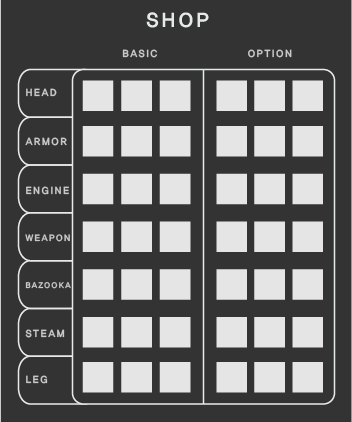 SHOP
BASIC OPTION
HEAD
ARMOR
ENGINE
WEAPON
BAZOOKA
STEAM
LEG